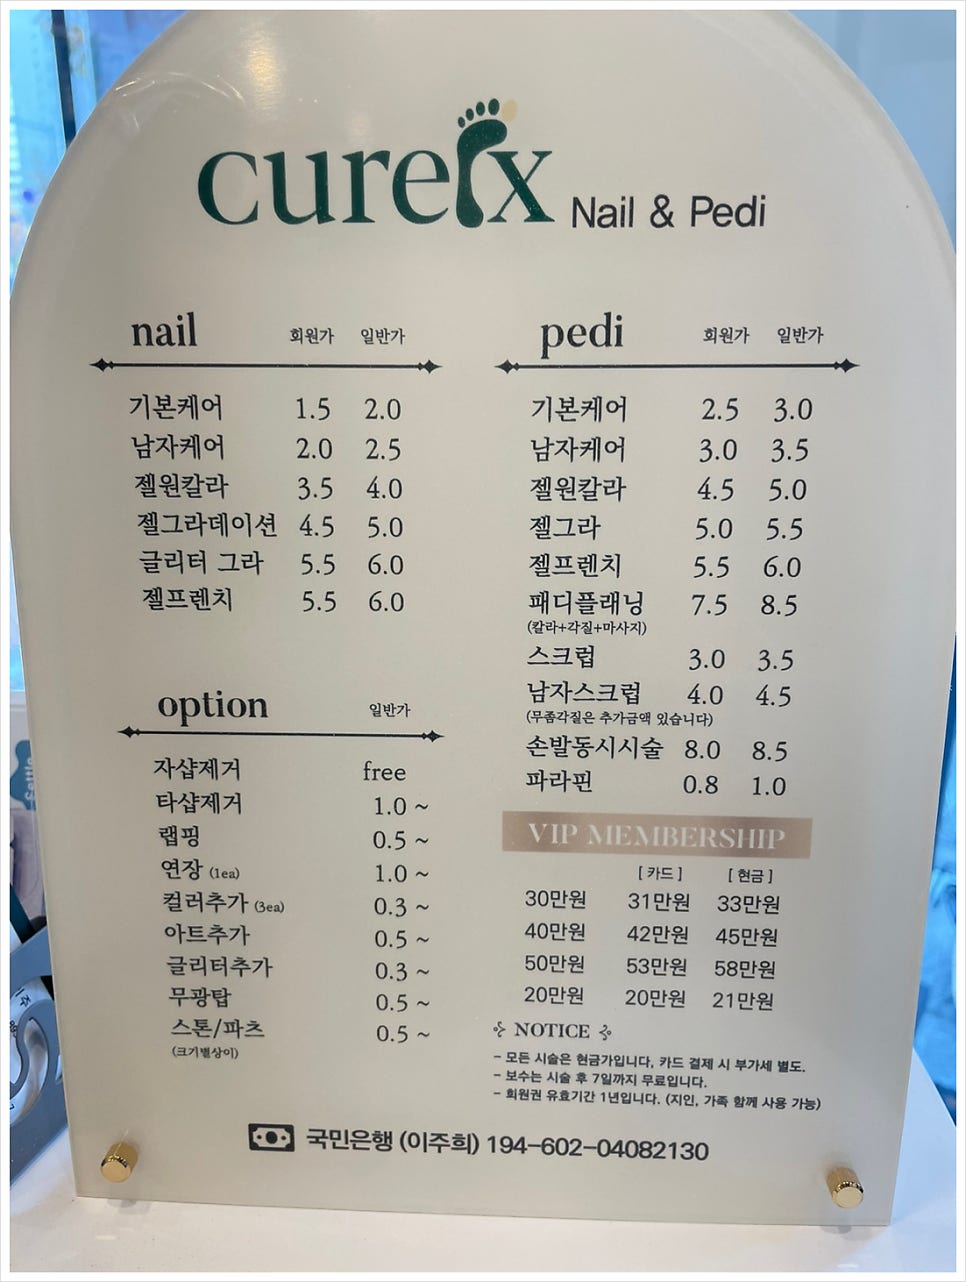 curerx Nail & Pedi
nail 회원가 일반가
기본케어 1.5 2.0
남자케어 2.0 2.5
젤원칼라 3.5 4.0
젤그라데이션 4.5 5.0
글리터 그라 5.5 6.0
젤프렌치 5.5 6.0
option 일반가
자샵제거 free
타샵제거 1.0 ~
랩핑 0.5 ~
연장 (1ea) 1.0 ~
컬러추가 (3ea) 0.3 ~
아트추가 0.5 ~
글리터추가 0.3 ~
무광탑 0.5 ~
스톤/파츠 0.5 ~
(크기별상이)
pedi 회원가 일반가
기본케어 2.5 3.0
남자케어 3.0 3.5
젤원칼라 4.5 5.0
젤그라 5.0 5.5
젤프렌치 5.5 6.0
패디플래닝 7.5 8.5
(칼라+각질+마사지)
스크럽 3.0 3.5
남자스크럽 4.0 4.5
(무좀각질은 추가금액 있습니다)
손발동시시술 8.0 8.5
파라핀 0.8 1.0
VIP MEMBERSHIP
[ 카드 ] [ 현금 ]
30만원 31만원 33만원
40만원 42만원 45만원
50만원 53만원 58만원
20만원 20만원 21만원
NOTICE
- 모든 시술은 현금가입니다, 카드 결제 시 부가세 별도.
- 보수는 시술 후 7일까지 무료입니다.
- 회원권 유효기간 1년입니다. (지인, 가족 함께 사용 가능)
국민은행 (이주희) 194-602-04082130